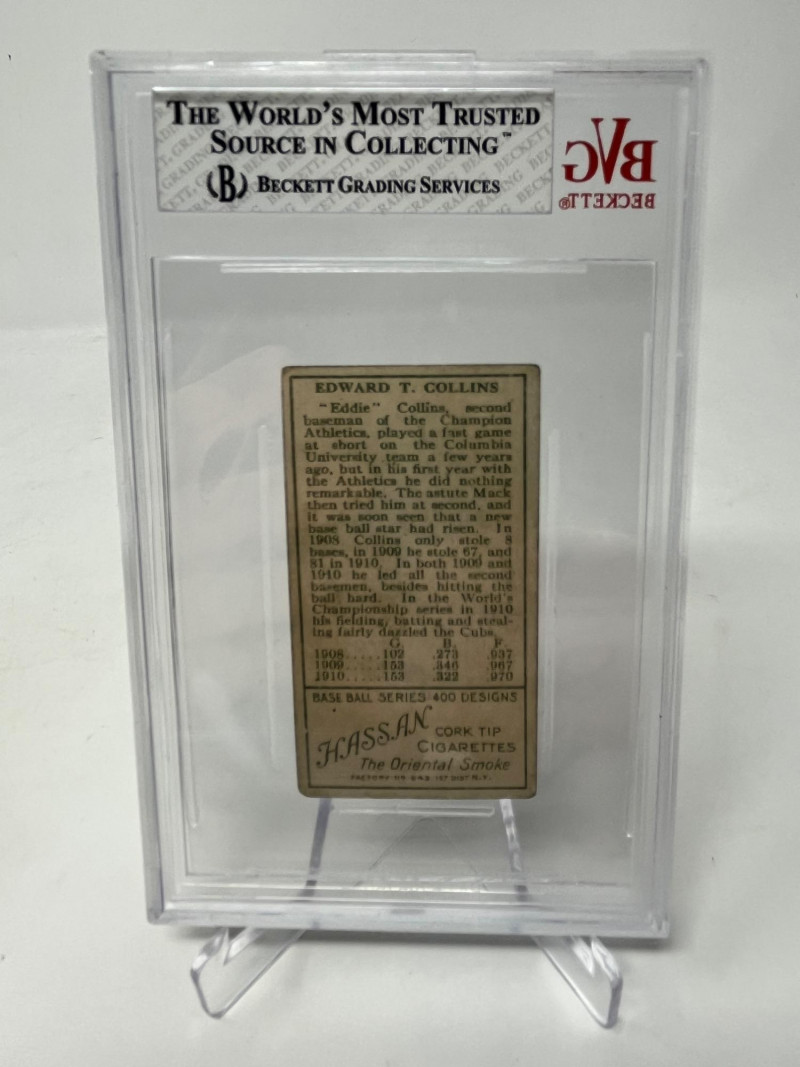 THE WORLD'S MOST TRUSTED
SOURCE IN COLLECTING™
(B) BECKETT GRADING SERVICES
BVG
BECKETT®
EDWARD T. COLLINS
"Eddie" Collins, second
baseman of the Champion
Athletics, played a fast game
at short on the Columbia
University team a few years
ago, but in his first year with
the Athletics he did nothing
remarkable. The astute Mack
then tried him at second, and
it was soon seen that a new
base ball star had risen. In
1908 Collins only stole 8
bases, in 1909 he stole 67, and
81 in 1910. In both 1909 and
1910 he led all the second
basemen, besides hitting the
ball hard. In the World's
Championship series in 1910
his fielding, batting and steal-
ing fairly dazzled the Cubs.
G. B. F.
1908.....102 .273 .937
1909.....153 .346 .967
1910.....153 .322 .970
BASE BALL SERIES 400 DESIGNS
HASSAN
CORK TIP
CIGARETTES
The Oriental Smoke
FACTORY No 649 1ST DIST. N.Y.